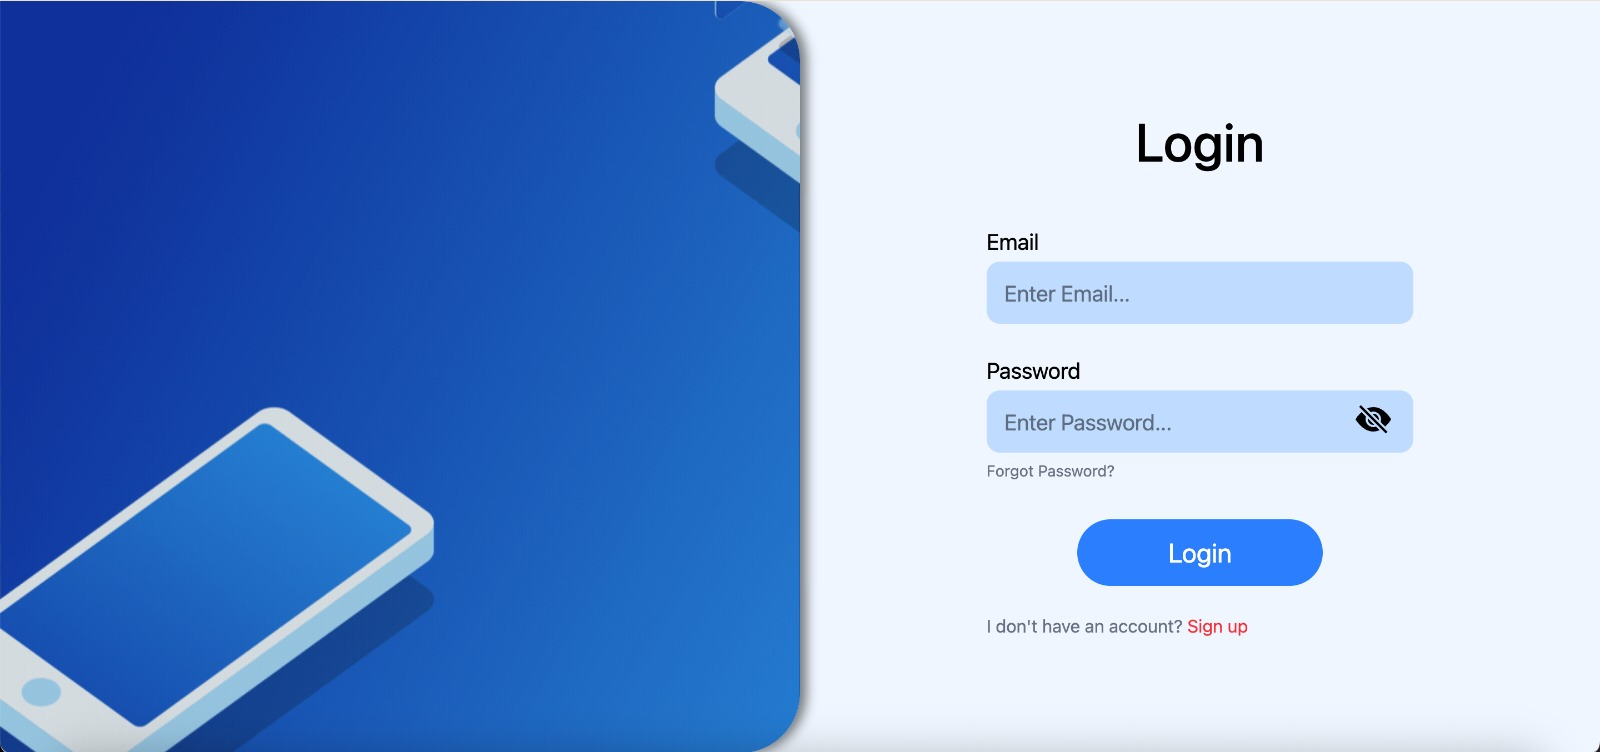 Login
Email
Enter Email...
Password
Enter Password...
Forgot Password?
Login
I don't have an account? Sign up